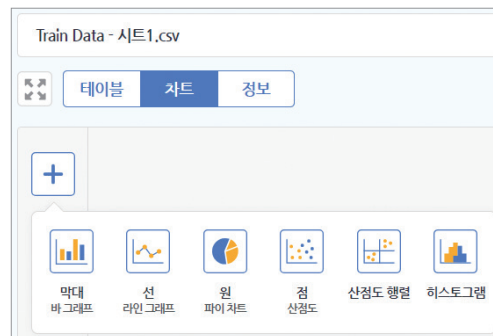 Train Data - 시트1.csv
테이블 차트 정보
막대 선 원 점 산점도 행렬 히스토그램
바 그래프 라인 그래프 파이 차트 산점도